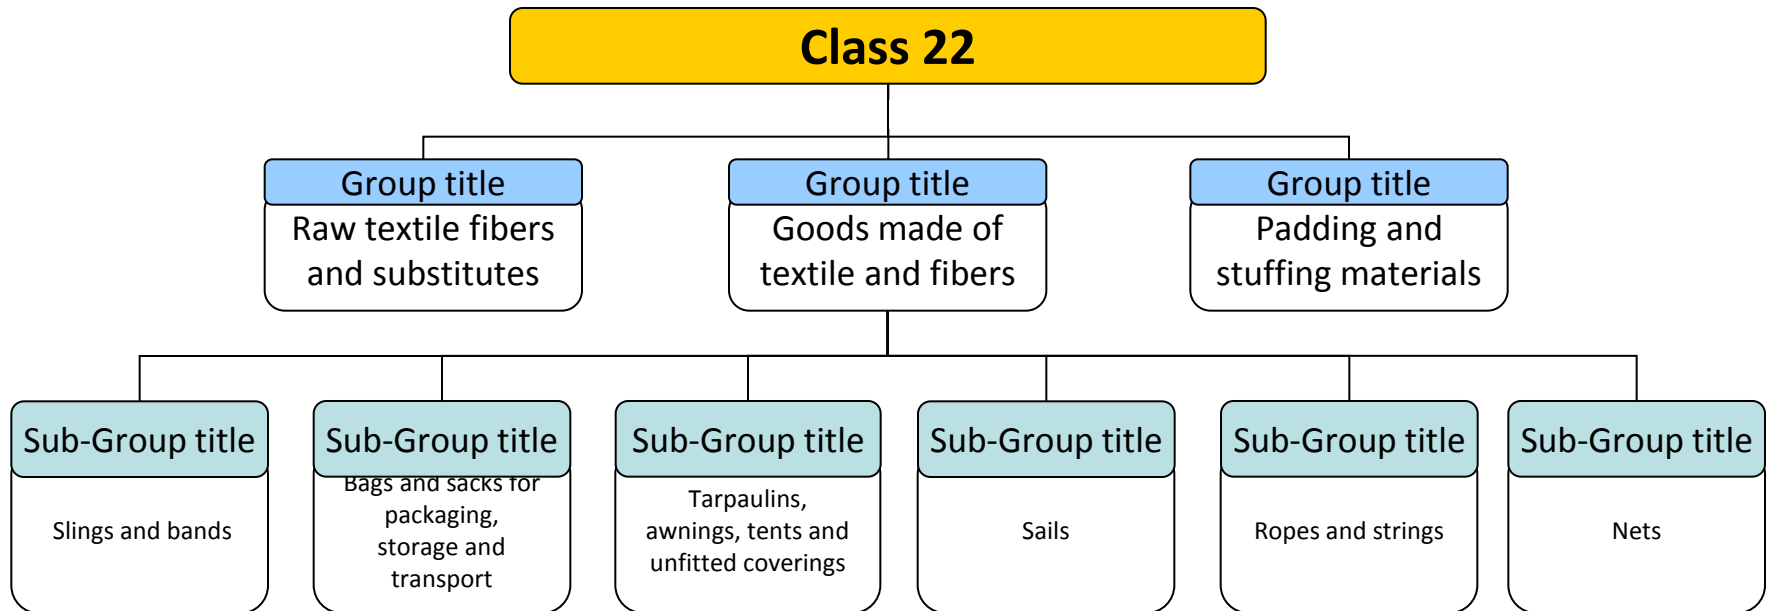 Class 22
Group title
Raw textile fibers
and substitutes
Group title
Goods made of
textile and fibers
Group title
Padding and
stuffing materials
Sub-Group title
Slings and bands
Sub-Group title
Bags and sacks for
packaging,
storage and
transport
Sub-Group title
Tarpaulins,
awnings, tents and
unfitted coverings
Sub-Group title
Sails
Sub-Group title
Ropes and strings
Sub-Group title
Nets